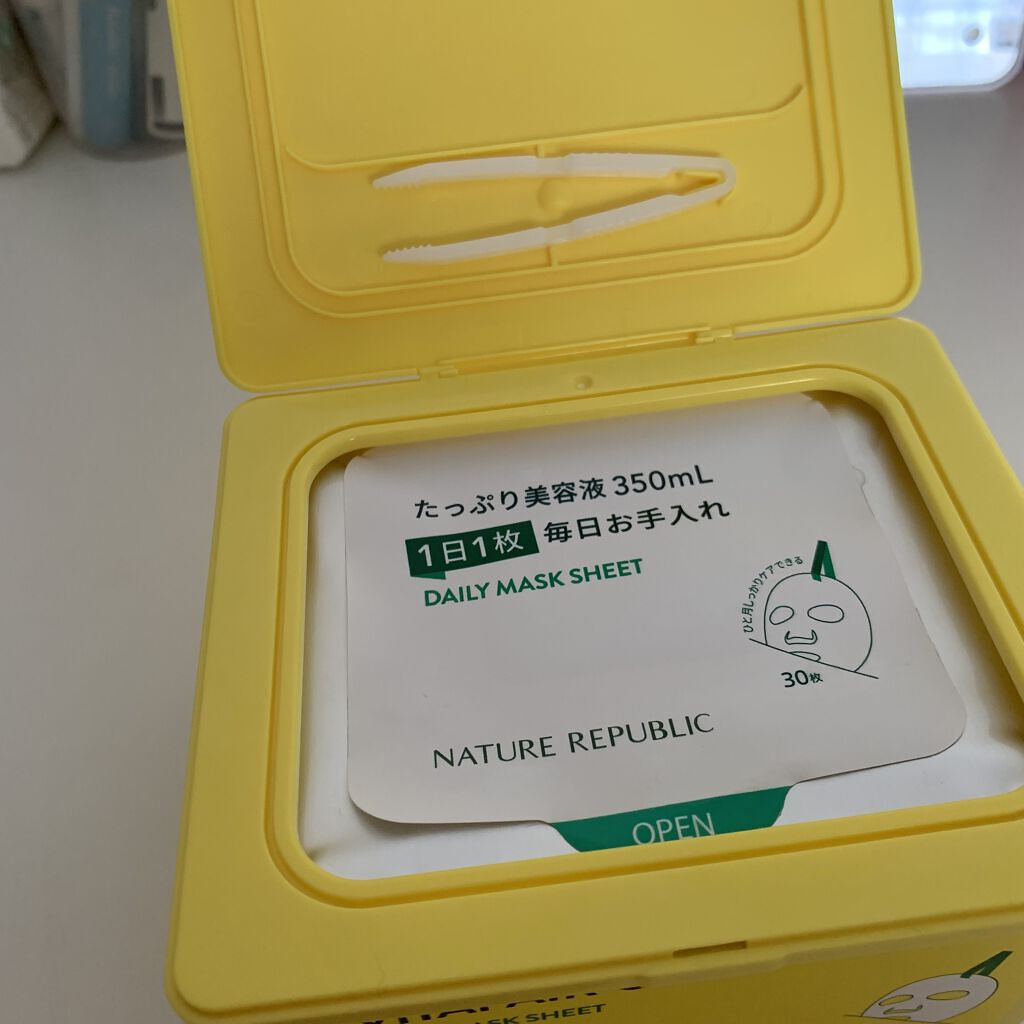 たっぷり美容液 350mL
1日1枚 毎日お手入れ
DAILY MASK SHEET
ひと月しっかりケアできる
30枚
NATURE REPUBLIC
OPEN
MASK SHEET